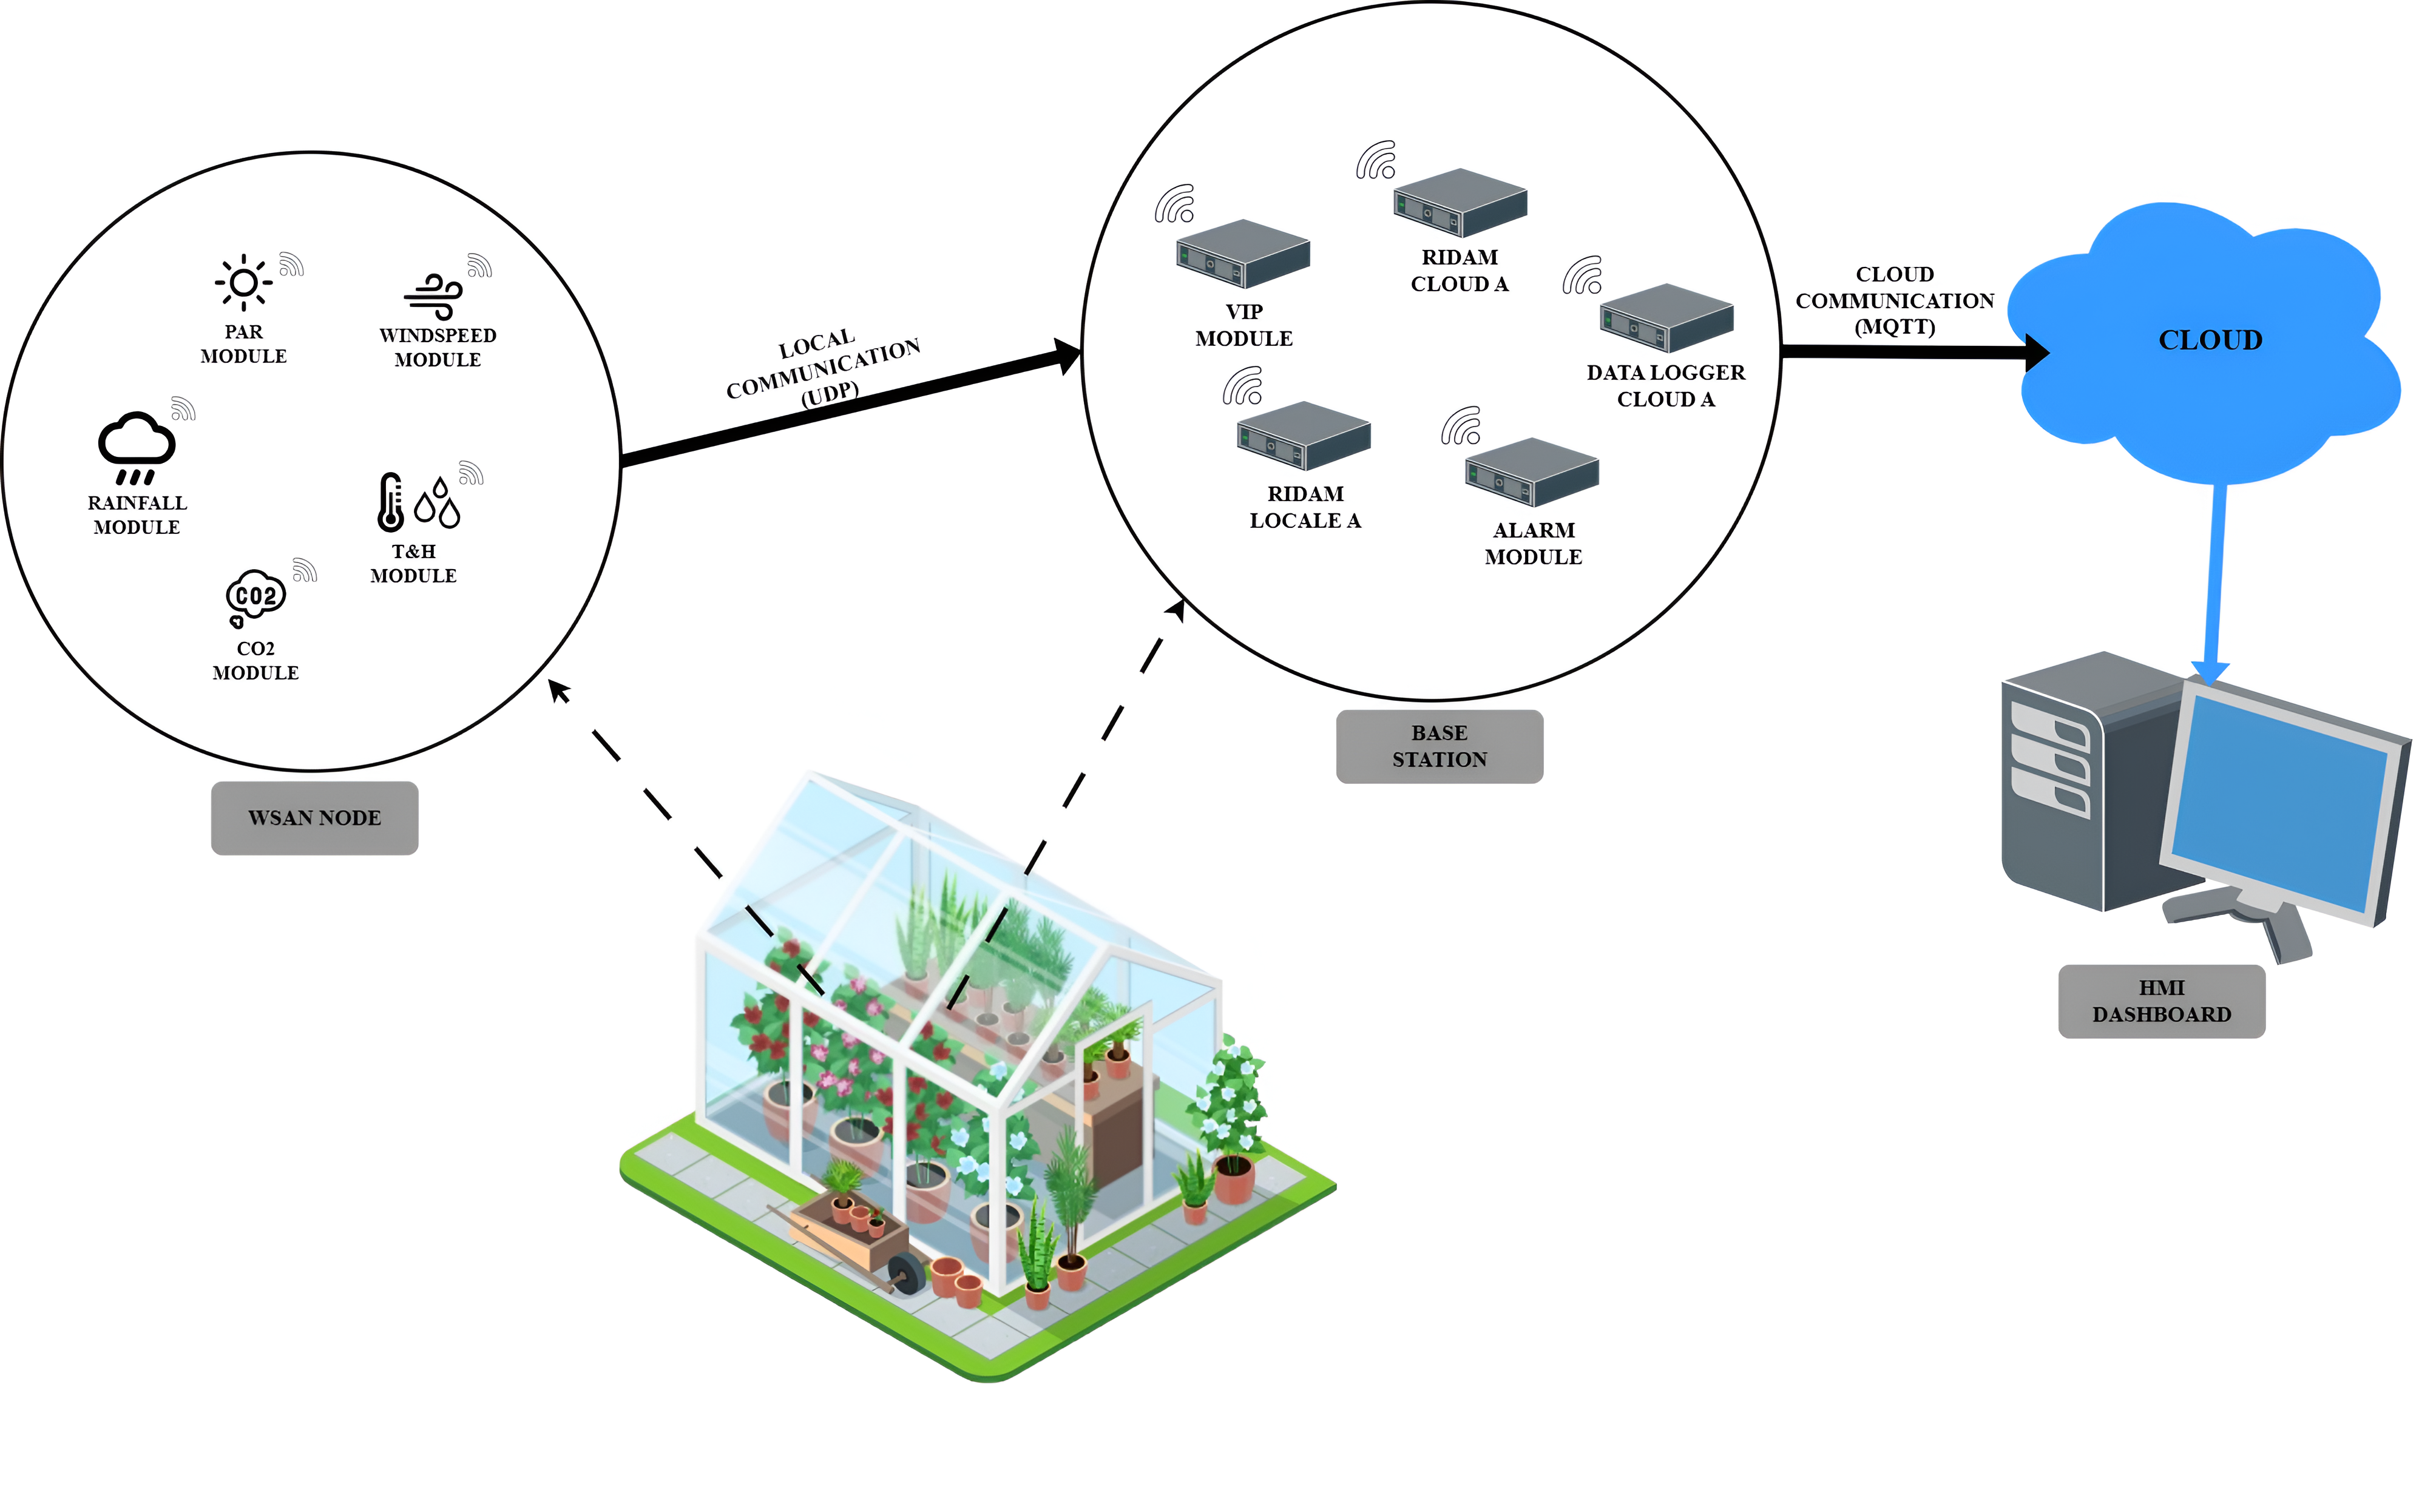 PAR
MODULE
WINDSPEED
MODULE
RAINFALL
MODULE
T&H
MODULE
CO2
CO2
MODULE
WSAN NODE
LOCAL
COMMUNICATION
(UDP)
VIP
MODULE
RIDAM
CLOUD A
DATA LOGGER
CLOUD A
RIDAM
LOCALE A
ALARM
MODULE
BASE
STATION
CLOUD
COMMUNICATION
(MQTT)
CLOUD
HMI
DASHBOARD